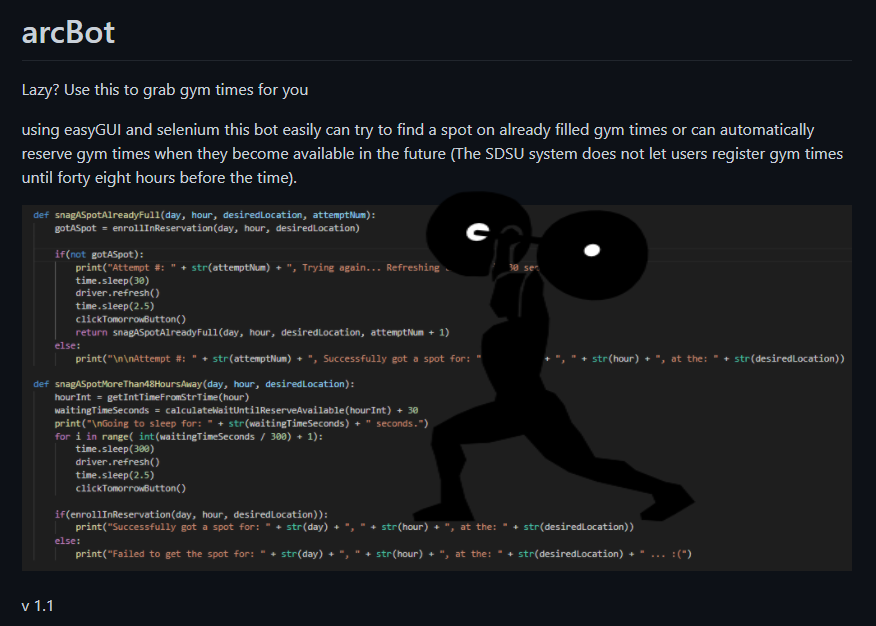 arcBot
Lazy? Use this to grab gym times for you
using easyGUI and selenium this bot easily can try to find a spot on already filled gym times or can automatically
reserve gym times when they become available in the future (The SDSU system does not let users register gym times
until forty eight hours before the time).
def snagASpotAlreadyFull(day, hour, desiredLocation, attemptNum):
gotASpot = enrollInReservation(day, hour, desiredLocation)
if(not gotASpot):
print("Attempt #: " + str(attemptNum) + ", Trying again... Refreshing 30 sec
time.sleep(30)
driver.refresh()
time.sleep(2.5)
clickTomorrowButton()
return snagASpotAlreadyFull(day, hour, desiredLocation, attemptNum + 1)
else:
print("\n\nAttempt #: " + str(attemptNum) + ", Successfully got a spot for: " + ", " + str(hour) + ", at the: " + str(desiredLocation))
def snagASpotMoreThan48HoursAway(day, hour, desiredLocation):
hourInt = getIntTimeFromStrTime(hour)
waitingTimeSeconds = calculateWaitUntilReserveAvailable(hourInt) + 30
print("\nGoing to sleep for: " + str(waitingTimeSeconds) + " seconds.")
for i in range( int(waitingTimeSeconds / 300) + 1):
time.sleep(300)
driver.refresh()
time.sleep(2.5)
clickTomorrowButton()
if(enrollInReservation(day, hour, desiredLocation)):
print("Successfully got a spot for: " + str(day) + ", " + str(hour) + ", at the: " + str(desiredLocation))
else:
print("Failed to get the spot for: " + str(day) + ", " + str(hour) + ", at the: " + str(desiredLocation) + " ... :(")
v 1.1